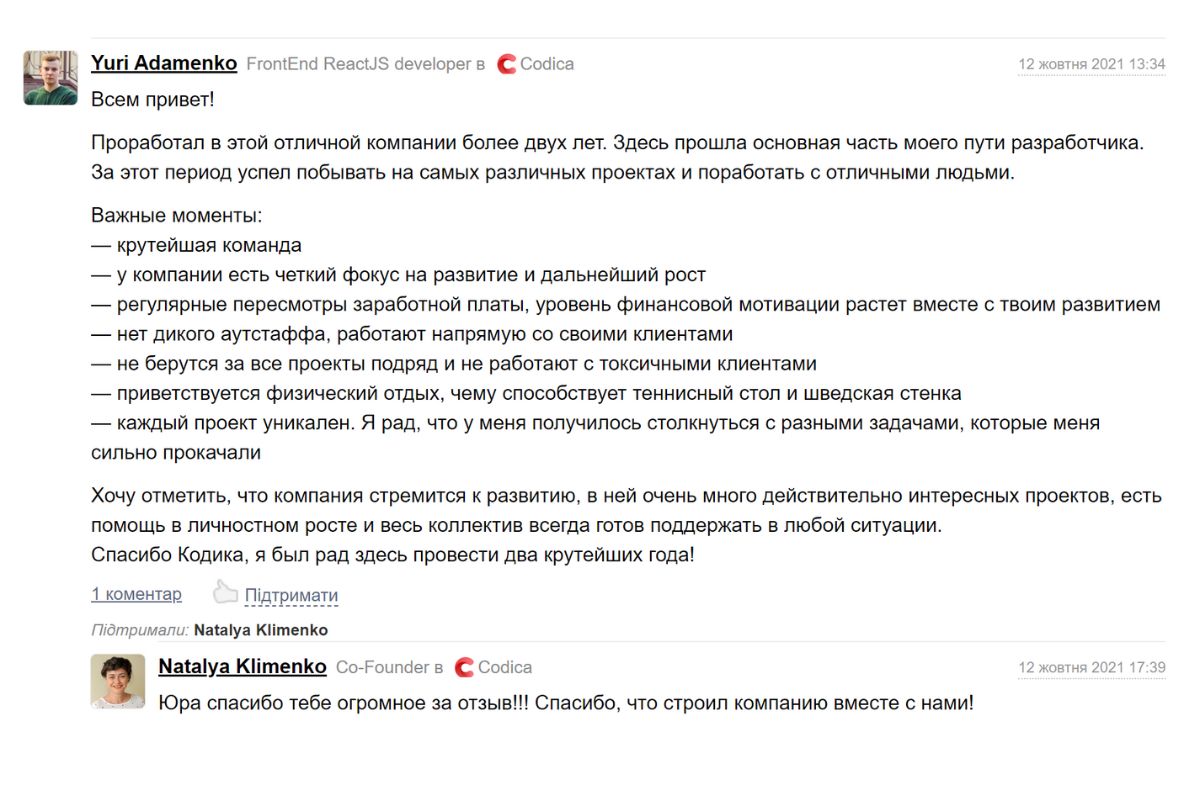 Yuri Adamenko FrontEnd ReactJS developer в Codica 12 жовтня 2021 13:34
Всем привет!
Проработал в этой отличной компании более двух лет. Здесь прошла основная часть моего пути разработчика.
За этот период успел побывать на самых различных проектах и поработать с отличными людьми.
Важные моменты:
— крутейшая команда
— у компании есть четкий фокус на развитие и дальнейший рост
— регулярные пересмотры заработной платы, уровень финансовой мотивации растет вместе с твоим развитием
— нет дикого аутстаффа, работают напрямую со своими клиентами
— не берутся за все проекты подряд и не работают с токсичными клиентами
— приветствуется физический отдых, чему способствует теннисный стол и шведская стенка
— каждый проект уникален. Я рад, что у меня получилось столкнуться с разными задачами, которые меня
сильно прокачали
Хочу отметить, что компания стремится к развитию, в ней очень много действительно интересных проектов, есть
помощь в личностном росте и весь коллектив всегда готов поддержать в любой ситуации.
Спасибо Кодика, я был рад здесь провести два крутейших года!
1 коментар Підтримати
Підтримали: Natalya Klimenko
Natalya Klimenko Co-Founder в Codica 12 жовтня 2021 17:39
Юра спасибо тебе огромное за отзыв!!! Спасибо, что строил компанию вместе с нами!